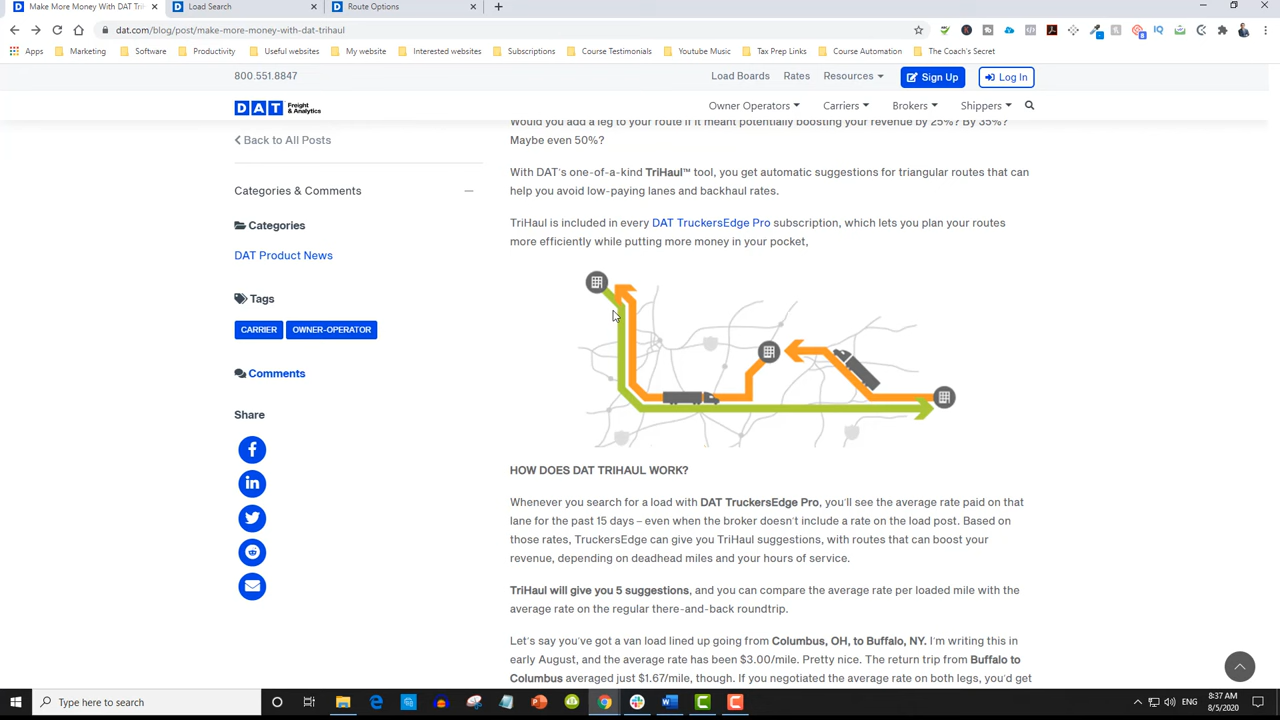 Make More Money With DAT Tri
Load Search
Route Options
dat.com/blog/post/make-more-money-with-dat-trihaul
Apps
Marketing
Software
Productivity
Useful websites
My website
Interested websites
Subscriptions
Course Testimonials
YouTube Music
Tax Prep Links
Course Automation
The Coach's Secret
800.551.8847
Load Boards
Rates
Resources
Sign Up
Log In
DAT Freight & Analytics
Owner Operators
Carriers
Brokers
Shippers
Back to All Posts
Categories & Comments
Categories
DAT Product News
Tags
CARRIER
OWNER-OPERATOR
Comments
Share
Would you add a leg to your route if it meant potentially boosting your revenue by 25%? By 35%?
Maybe even 50%?
With DAT's one-of-a-kind TriHaul™ tool, you get automatic suggestions for triangular routes that can
help you avoid low-paying lanes and backhaul rates.
TriHaul is included in every DAT TruckersEdge Pro subscription, which lets you plan your routes
more efficiently while putting more money in your pocket,
HOW DOES DAT TRIHAUL WORK?
Whenever you search for a load with DAT TruckersEdge Pro, you'll see the average rate paid on that
lane for the past 15 days – even when the broker doesn't include a rate on the load post. Based on
those rates, TruckersEdge can give you TriHaul suggestions, with routes that can boost your
revenue, depending on deadhead miles and your hours of service.
TriHaul will give you 5 suggestions, and you can compare the average rate per loaded mile with the
average rate on the regular there-and-back roundtrip.
Let's say you've got a van load lined up going from Columbus, OH, to Buffalo, NY. I'm writing this in
early August, and the average rate has been $3.00/mile. Pretty nice. The return trip from Buffalo to
Columbus averaged just $1.67/mile, though. If you negotiated the average rate on both legs, you'd get
Type here to search
ENG
8:37 AM
8/5/2020